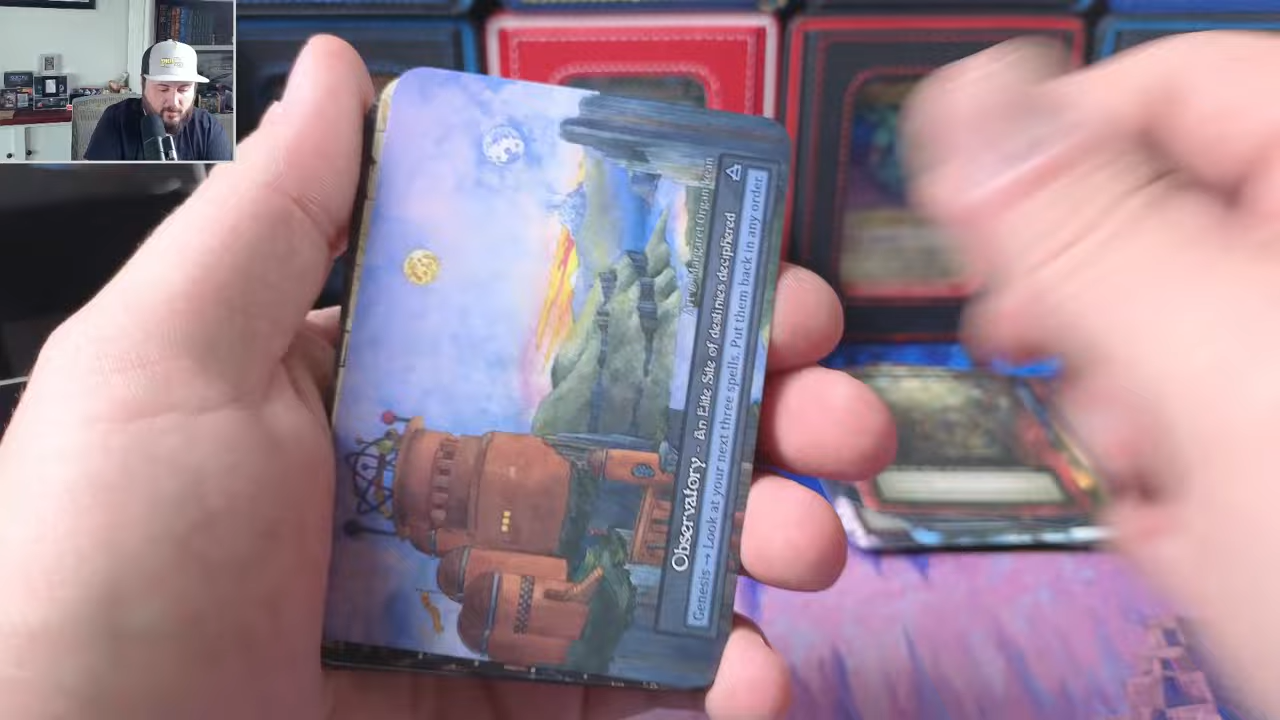 Art © Margaret Organ-Kean
Observatory - An Elite Site of destinies deciphered
Genesis → Look at your next three spells. Put them back in any order.